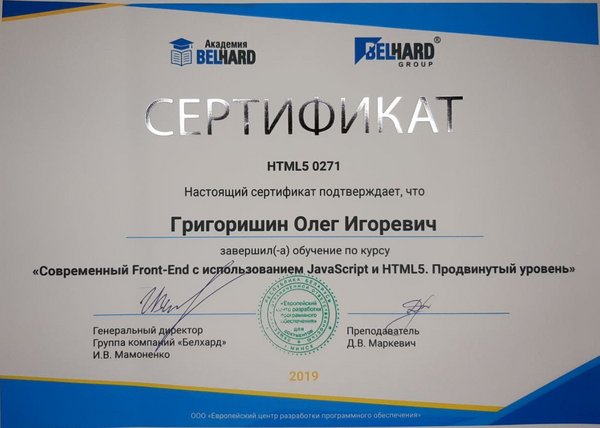 Академия
BELHARD
BELHARD®
GROUP
СЕРТИФИКАТ
HTML5 0271
Настоящий сертификат подтверждает, что
Григоришин Олег Игоревич
завершил(-а) обучение по курсу
«Современный Front-End с использованием JavaScript и HTML5. Продвинутый уровень»
«Европейский
центр разработки
программного
обеспечения»
для
документов
Генеральный директор
Группа компаний «Белхард»
И.В. Мамоненко
Преподаватель
Д.В. Маркевич
2019
ООО «Европейский центр разработки программного обеспечения»